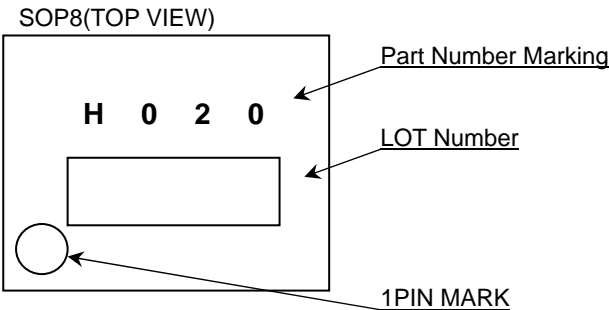 SOP8(TOP VIEW)
Part Number Marking
H 0 2 0
LOT Number
1PIN MARK